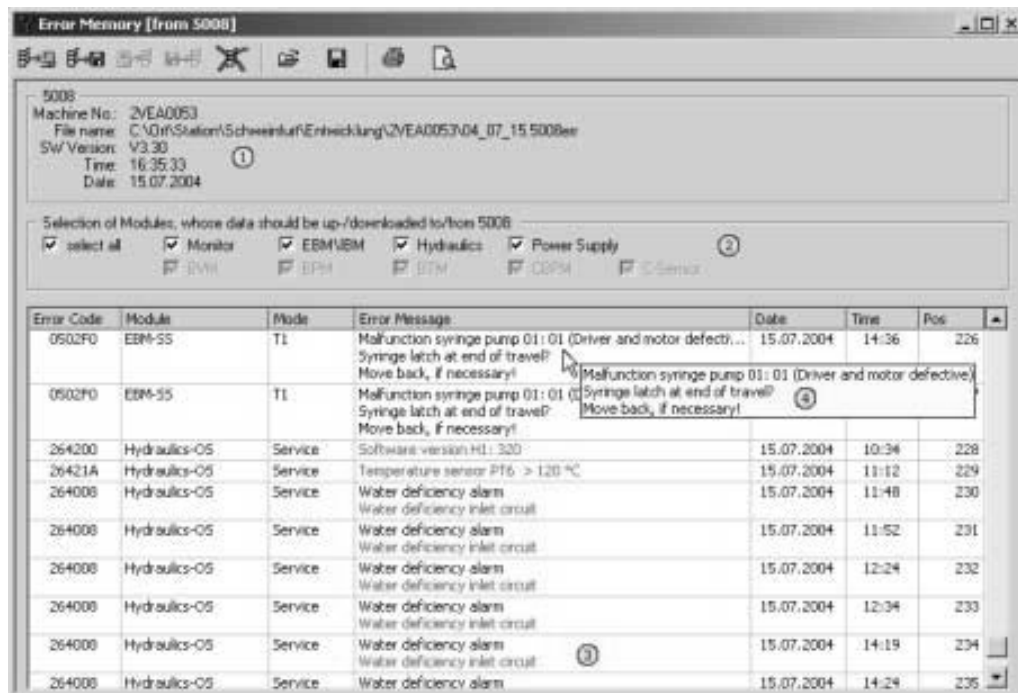 Error Memory [from 5008]
5008
Machine No.: 2VEA0053
File name: C:\Ort\Station\Schweinfurt\Entwicklung\2VEA0053\04_07_15.5008err
SW Version: V3.30
Time: 16:35:33
Date: 15.07.2004
①
Selection of Modules, whose data should be up-/downloaded to/from 5008
select all Monitor EBM\IBM Hydraulics Power Supply ②
BVM BPM BTM CBPM C-Sensor
Error Code Module Mode Error Message Date Time Pos
0502F0 EBM-SS T1 Malfunction syringe pump 01: 01 (Driver and motor defecti... 15.07.2004 14:36 226
Syringe latch at end of travel?
Move back, if necessary!
Malfunction syringe pump 01: 01 (Driver and motor defective)
Syringe latch at end of travel? ④
Move back, if necessary!
0502F0 EBM-SS T1 Malfunction syringe pump 01: 01 (
Syringe latch at end of travel?
Move back, if necessary!
264200 Hydraulics-OS Service Software version H1: 320 15.07.2004 10:34 228
26421A Hydraulics-OS Service Temperature sensor PT6 > 120 °C 15.07.2004 11:12 229
264008 Hydraulics-OS Service Water deficiency alarm 15.07.2004 11:48 230
Water deficiency inlet circuit
264008 Hydraulics-OS Service Water deficiency alarm 15.07.2004 11:52 231
Water deficiency inlet circuit
264008 Hydraulics-OS Service Water deficiency alarm 15.07.2004 12:24 232
Water deficiency inlet circuit
264008 Hydraulics-OS Service Water deficiency alarm 15.07.2004 12:34 233
Water deficiency inlet circuit
264008 Hydraulics-OS Service Water deficiency alarm 15.07.2004 14:19 234
Water deficiency inlet circuit ③
264008 Hydraulics-OS Service Water deficiency alarm 15.07.2004 14:24 235